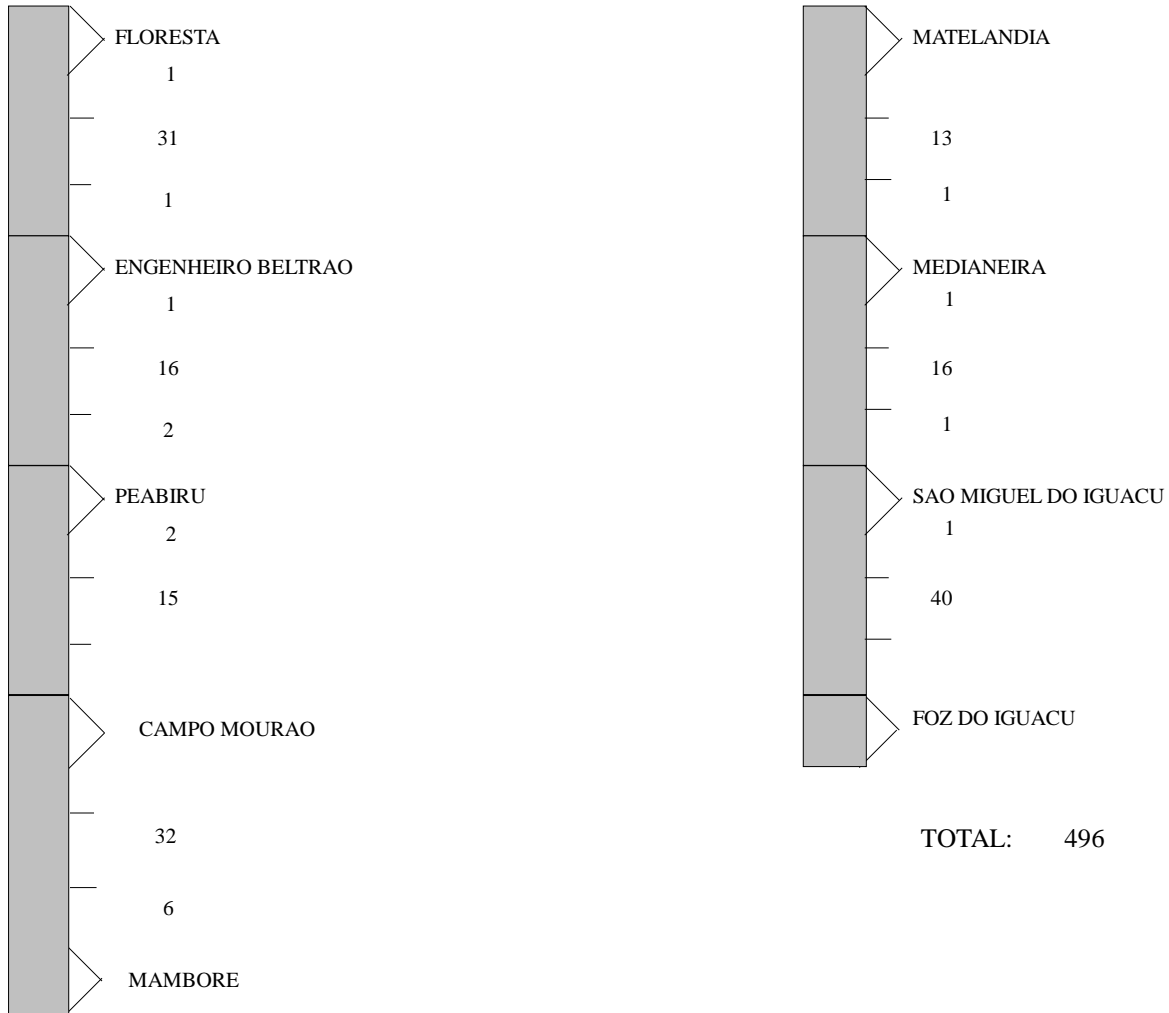 FLORESTA
1
31
1
ENGENHEIRO BELTRAO
1
16
2
PEABIRU
2
15
CAMPO MOURAO
32
6
MAMBORE
MATELANDIA
13
1
MEDIANEIRA
1
16
1
SAO MIGUEL DO IGUACU
1
40
FOZ DO IGUACU
TOTAL: 496